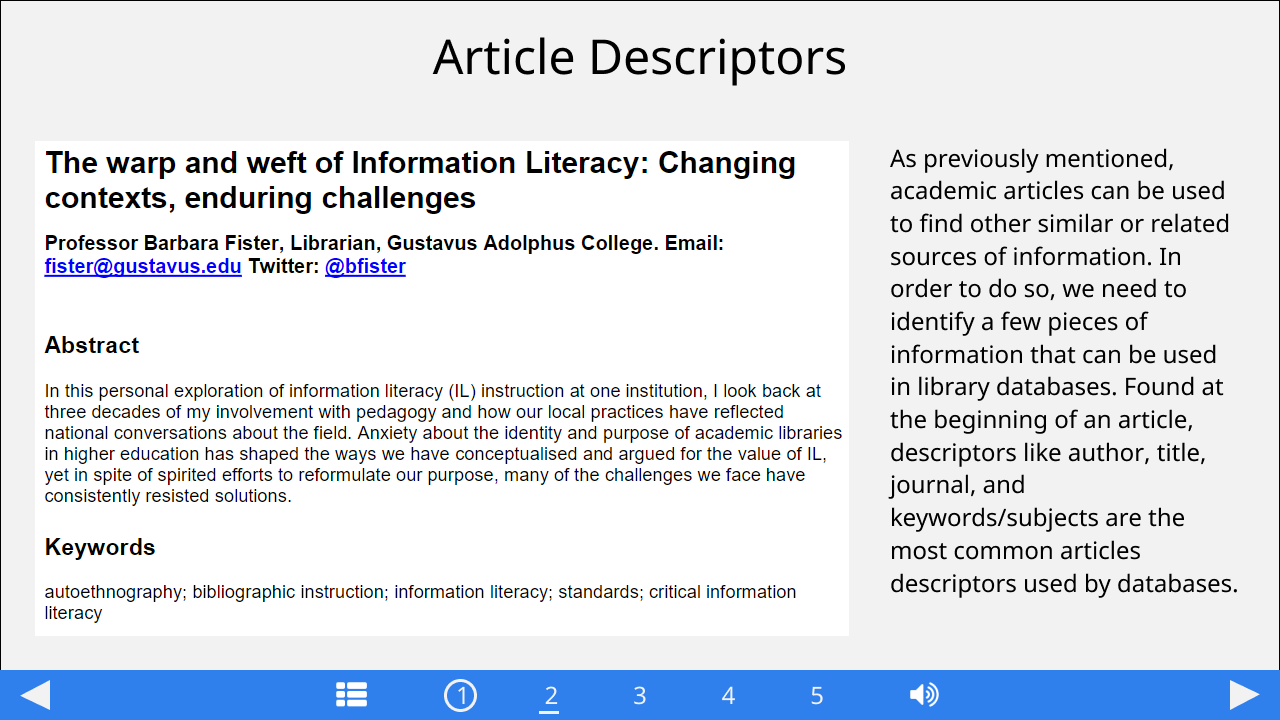 Article Descriptors
The warp and weft of Information Literacy: Changing
contexts, enduring challenges
Professor Barbara Fister, Librarian, Gustavus Adolphus College. Email:
fister@gustavus.edu Twitter: @bfister
Abstract
In this personal exploration of information literacy (IL) instruction at one institution, I look back at
three decades of my involvement with pedagogy and how our local practices have reflected
national conversations about the field. Anxiety about the identity and purpose of academic libraries
in higher education has shaped the ways we have conceptualised and argued for the value of IL,
yet in spite of spirited efforts to reformulate our purpose, many of the challenges we face have
consistently resisted solutions.
Keywords
autoethnography; bibliographic instruction; information literacy; standards; critical information
literacy
As previously mentioned,
academic articles can be used
to find other similar or related
sources of information. In
order to do so, we need to
identify a few pieces of
information that can be used
in library databases. Found at
the beginning of an article,
descriptors like author, title,
journal, and
keywords/subjects are the
most common articles
descriptors used by databases.
1 2 3 4 5